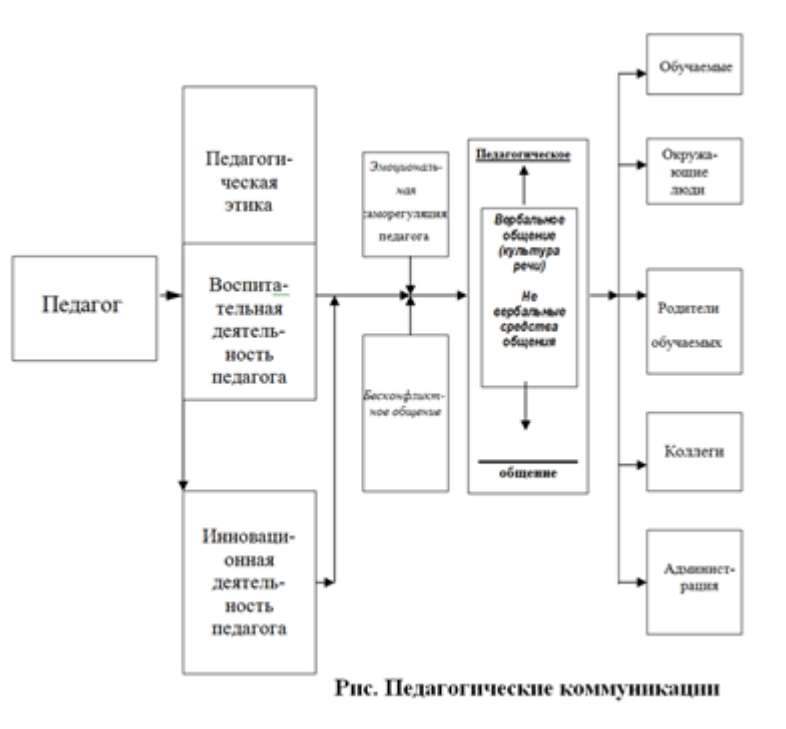 Педагог
Педагоги-
ческая
этика
Воспита-
тельная
деятель-
ность
педагога
Инноваци-
онная
деятель-
ность
педагога
Эмоциональ-
ная
саморегуляция
педагога
Бесконфликт-
ное общение
Педагогическое
Вербальное
общение
(культура
речи)
Не
вербальные
средства
общения
общение
Обучаемые
Окружа-
ющие
люди
Родители
обучаемых
Коллеги
Админист-
рация
Рис. Педагогические коммуникации